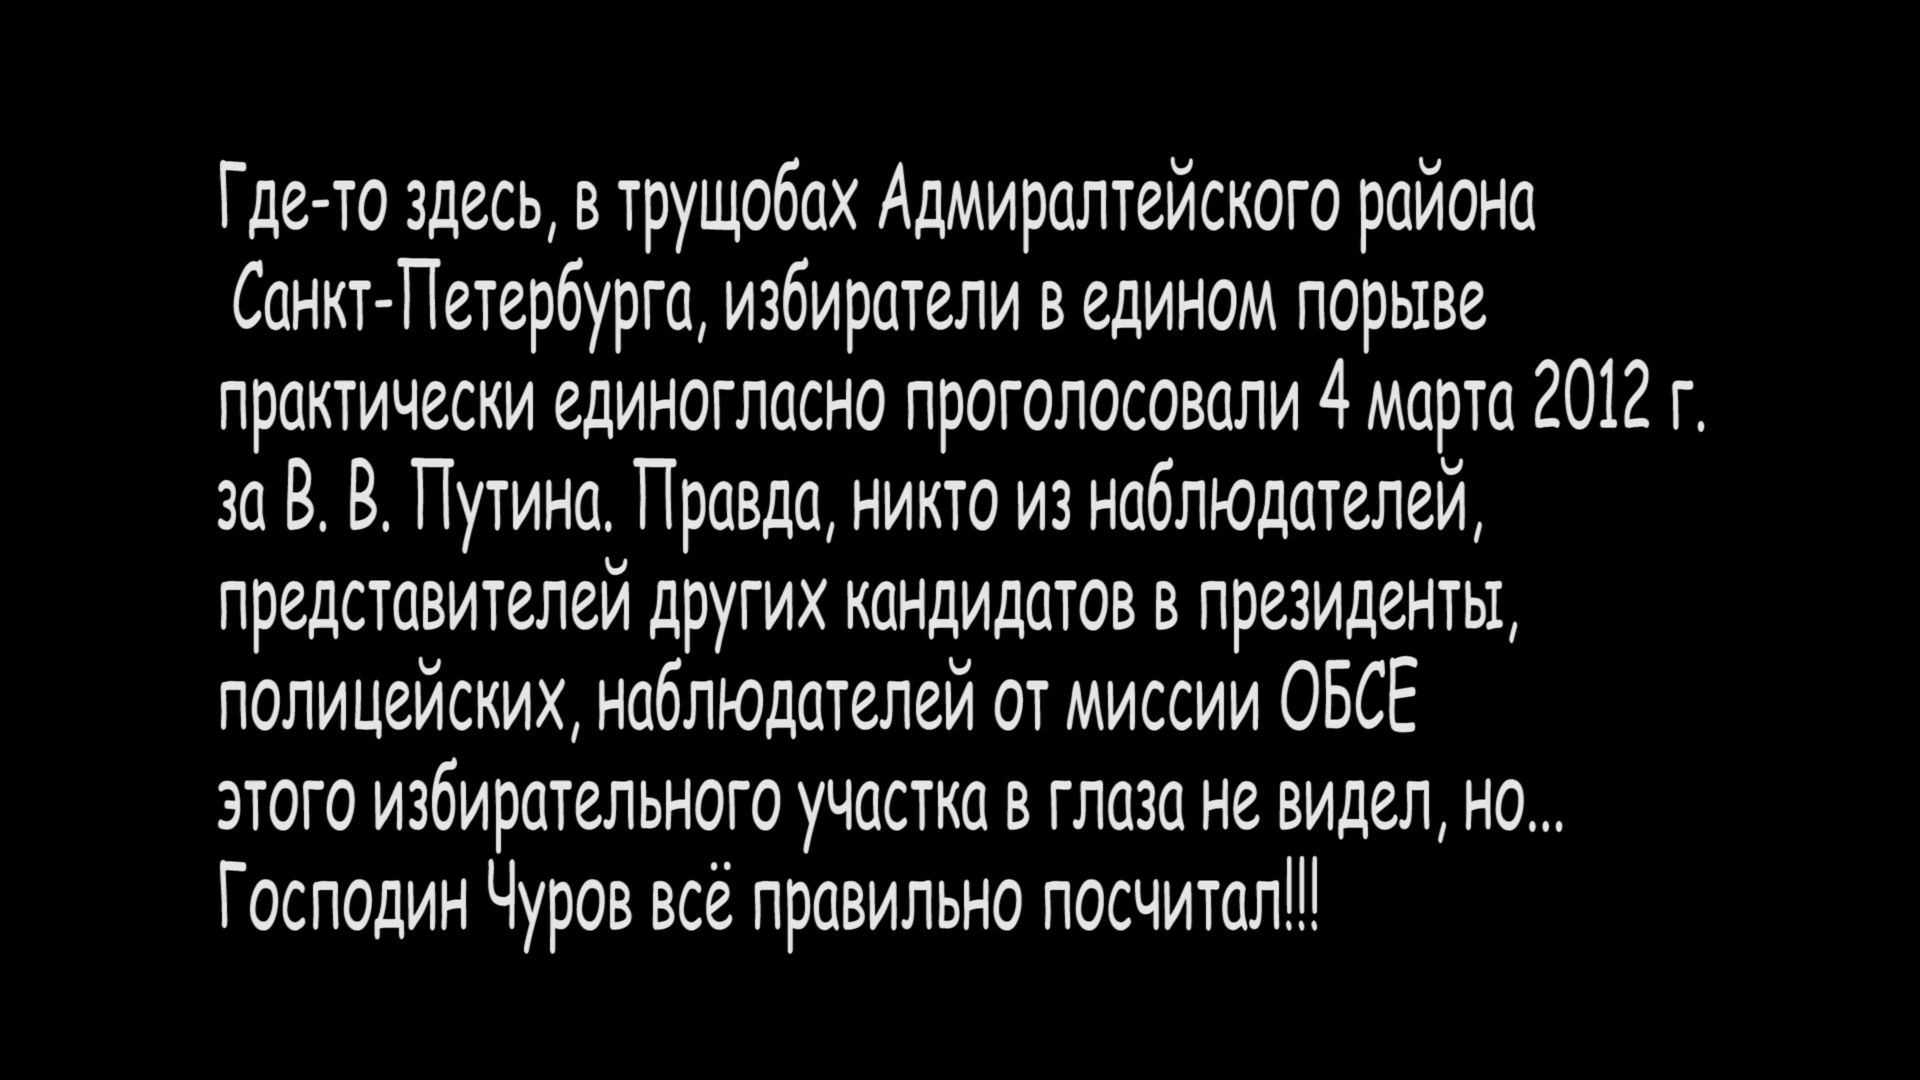 Где-то здесь, в трущобах Адмиралтейского района
Санкт-Петербурга, избиратели в едином порыве
практически единогласно проголосовали 4 марта 2012 г.
за В. В. Путина. Правда, никто из наблюдателей,
представителей других кандидатов в президенты,
полицейских, наблюдателей от миссии ОБСЕ
этого избирательного участка в глаза не видел, но...
Господин Чуров всё правильно посчитал!!!